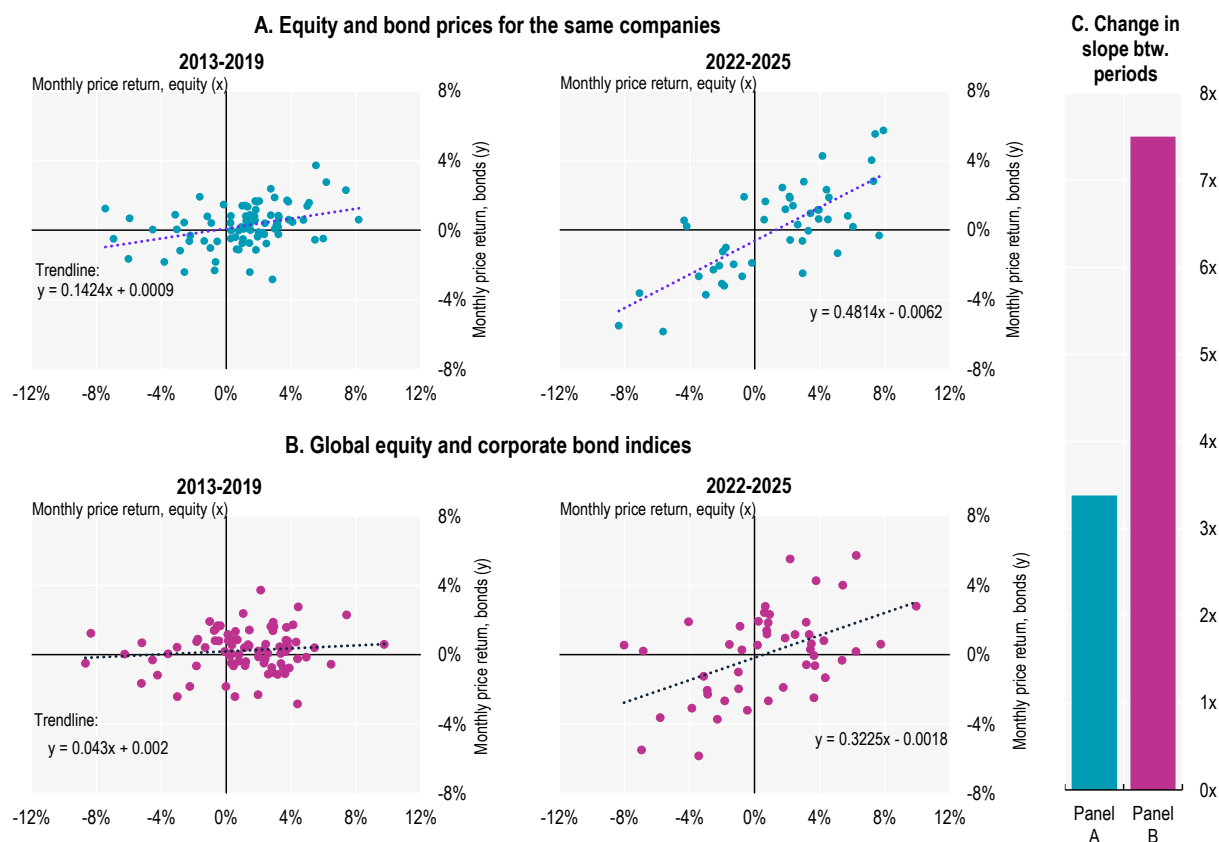 A. Equity and bond prices for the same companies
2013-2019
Monthly price return, equity (x)
8%
4%
0%
-4%
-8%
Monthly price return, bonds (y)
Trendline:
y = 0.1424x + 0.0009
-12%
-8%
-4%
0%
4%
8%
12%
2022-2025
Monthly price return, equity (x)
8%
4%
0%
-4%
-8%
Monthly price return, bonds (y)
y = 0.4814x - 0.0062
-12%
-8%
-4%
0%
4%
8%
12%
B. Global equity and corporate bond indices
2013-2019
Monthly price return, equity (x)
8%
4%
0%
-4%
-8%
Monthly price return, bonds (y)
Trendline:
y = 0.043x + 0.002
-12%
-8%
-4%
0%
4%
8%
12%
2022-2025
Monthly price return, equity (x)
8%
4%
0%
-4%
-8%
Monthly price return, bonds (y)
y = 0.3225x - 0.0018
-12%
-8%
-4%
0%
4%
8%
12%
C. Change in
slope btw.
periods
8x
7x
6x
5x
4x
3x
2x
1x
0x
Panel
A
Panel
B